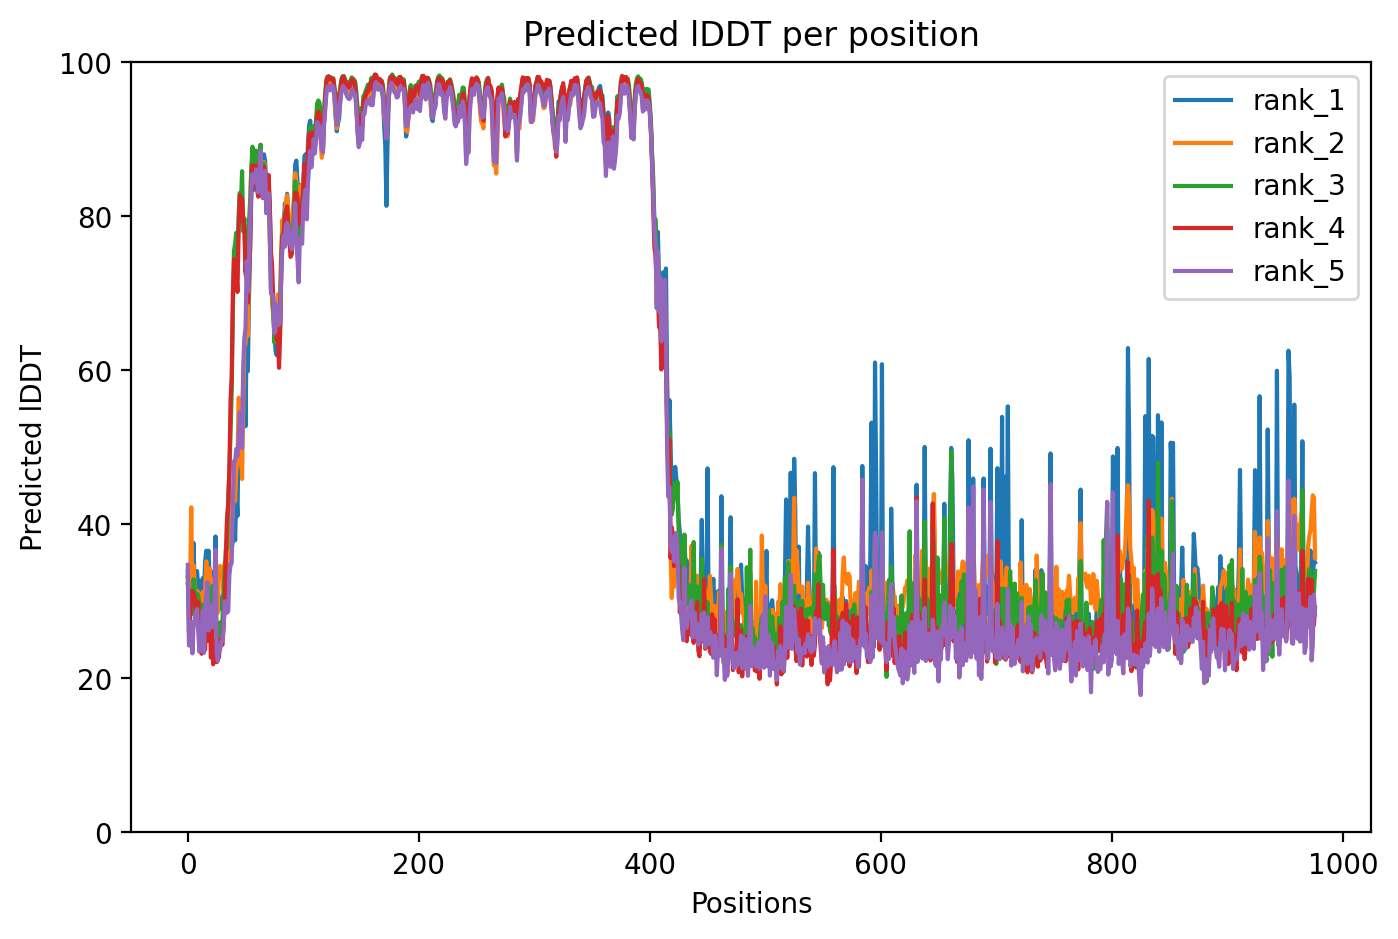 Predicted lDDT per position
100
80
60
40
20
0
Predicted lDDT
0 200 400 600 800 1000
Positions
rank_1
rank_2
rank_3
rank_4
rank_5